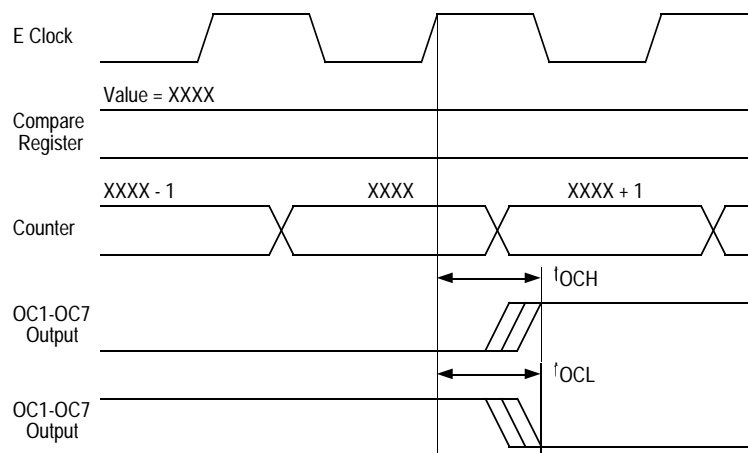 E Clock
Value = XXXX
Compare
Register
XXXX - 1
XXXX
XXXX + 1
Counter
tOCH
OC1-OC7
Output
tOCL
OC1-OC7
Output